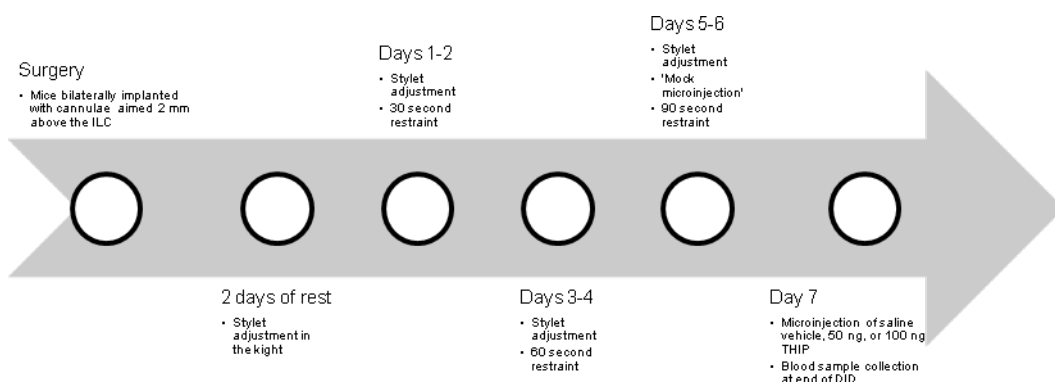 Surgery
• Mice bilaterally implanted
with cannulae aimed 2 mm
above the ILC
2 days of rest
• Stylet
adjustment in
the kight
Days 1-2
• Stylet
adjustment
• 30 second
restraint
Days 3-4
• Stylet
adjustment
• 60 second
restraint
Days 5-6
• Stylet
adjustment
• 'Mock
microinjection'
• 90 second
restraint
Day 7
• Microinjection of saline
vehicle, 50 ng, or 100 ng
THIP
• Blood sample collection
at end of DID